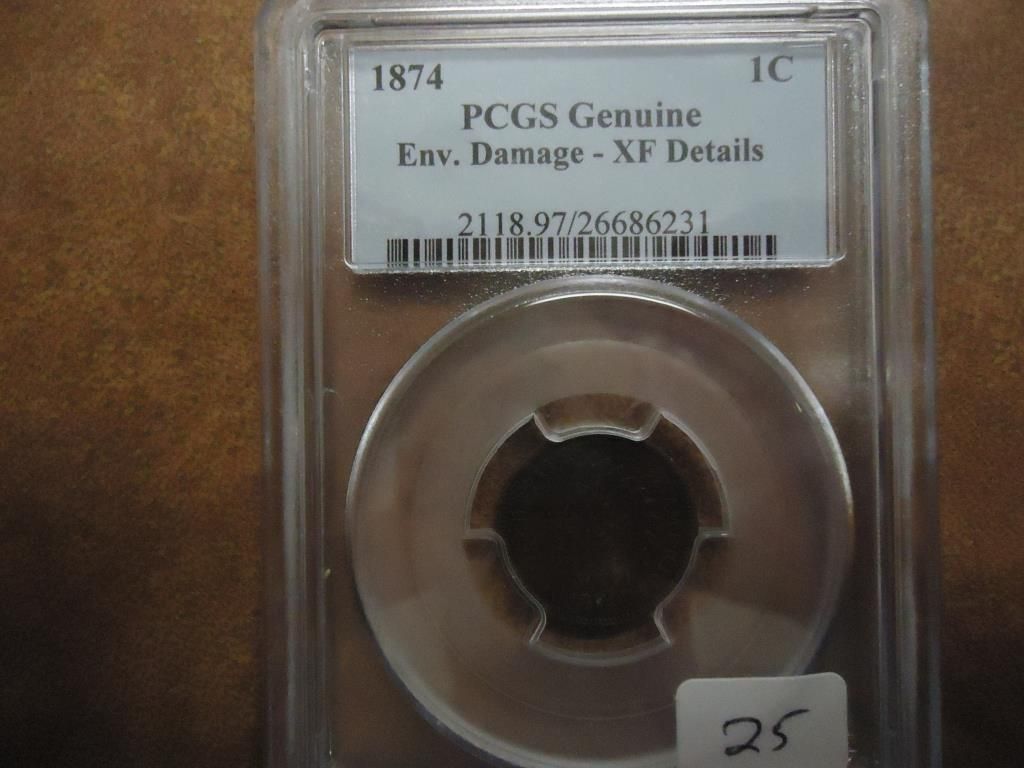 1874 1C
PCGS Genuine
Env. Damage - XF Details
2118.97/26686231
25